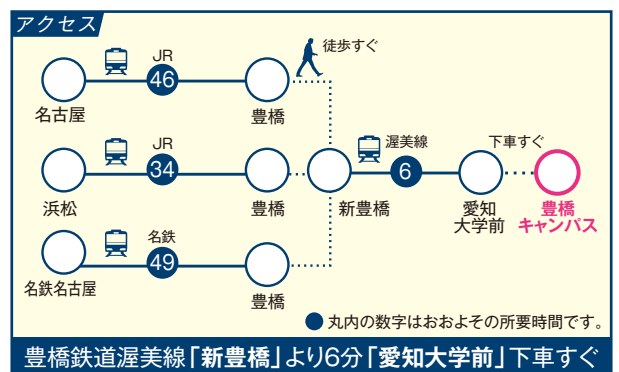 アクセス
徒歩すぐ
JR
46
名古屋
豊橋
JR
34
浜松
豊橋
新豊橋
渥美線
6
愛知
大学前
下車すぐ
豊橋
キャンパス
名鉄
49
名鉄名古屋
豊橋
●丸内の数字はおおよその所要時間です。
豊橋鉄道渥美線「新豊橋」より6分「愛知大学前」下車すぐ